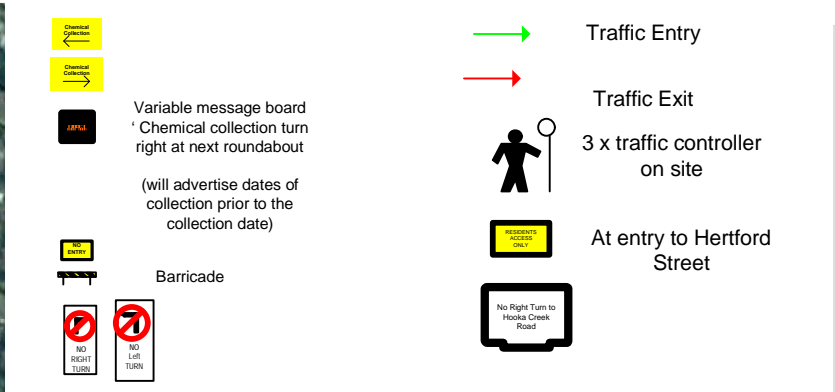 Chemical
Collection
Chemical
Collection
Variable message board
‘ Chemical collection turn
right at next roundabout
(will advertise dates of
collection prior to the
collection date)
NO
ENTRY
Barricade
NO
RIGHT
TURN
NO
Left
TURN
Traffic Entry
Traffic Exit
3 x traffic controller
on site
RESIDENTS
ACCESS
ONLY
At entry to Hertford
Street
No Right Turn to
Hooka Creek
Road